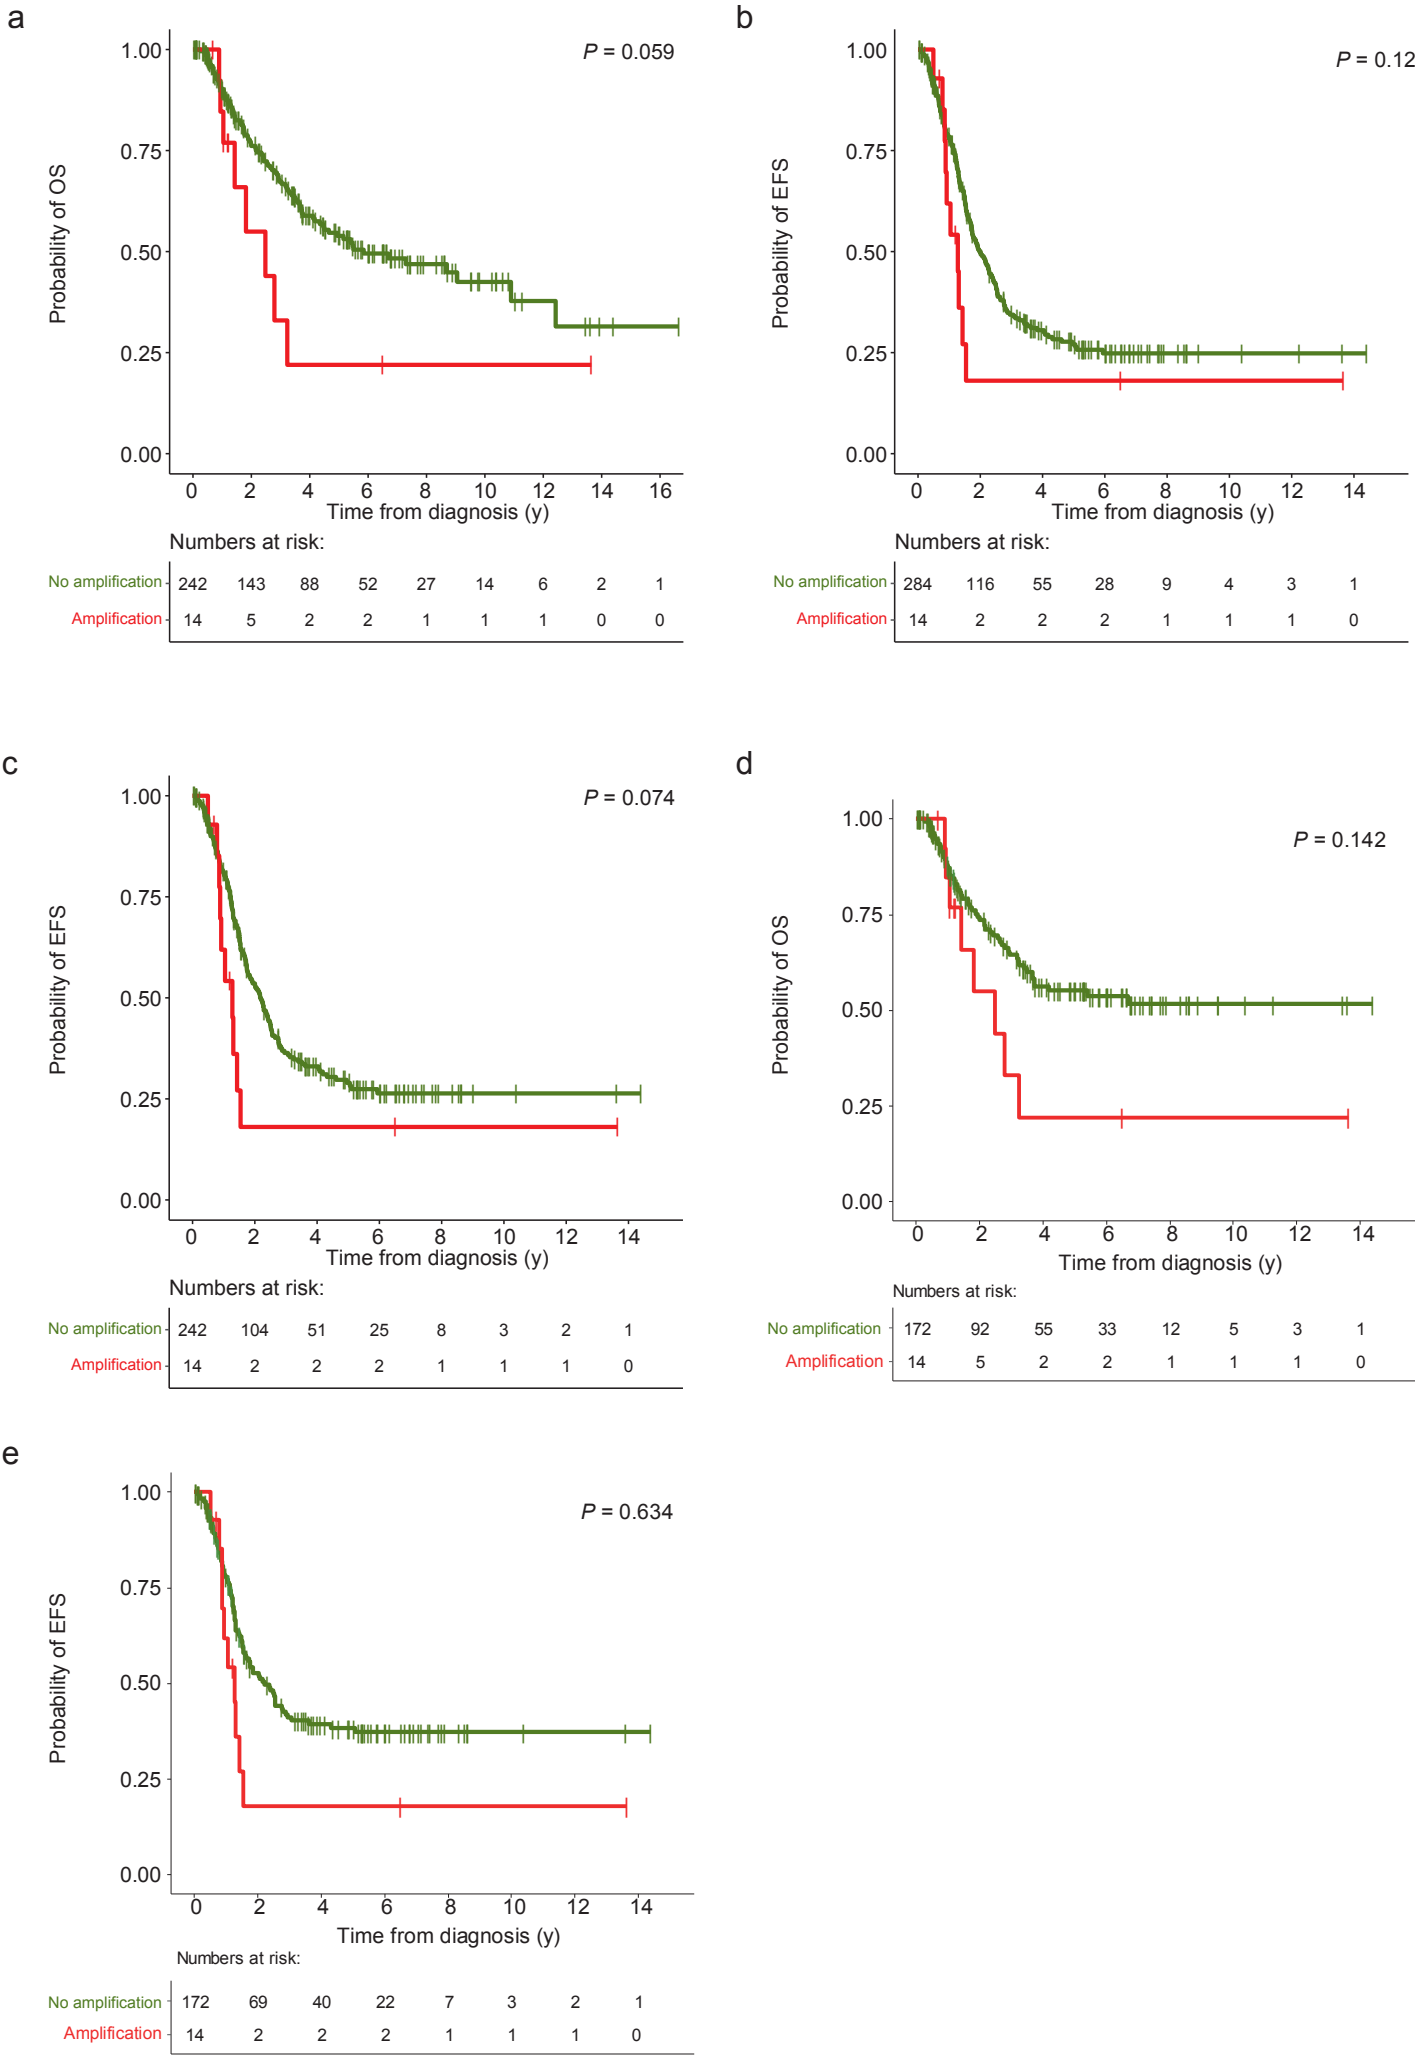 a
P = 0.059
Probability of OS
1.00
0.75
0.50
0.25
0.00
0 2 4 6 8 10 12 14 16
Time from diagnosis (y)
Numbers at risk:
No amplification 242 143 88 52 27 14 6 2 1
Amplification 14 5 2 2 1 1 1 0 0
b
P = 0.12
Probability of EFS
1.00
0.75
0.50
0.25
0.00
0 2 4 6 8 10 12 14
Time from diagnosis (y)
Numbers at risk:
No amplification 284 116 55 28 9 4 3 1
Amplification 14 2 2 2 1 1 1 0
c
P = 0.074
Probability of EFS
1.00
0.75
0.50
0.25
0.00
0 2 4 6 8 10 12 14
Time from diagnosis (y)
Numbers at risk:
No amplification 242 104 51 25 8 3 2 1
Amplification 14 2 2 2 1 1 1 0
d
P = 0.142
Probability of OS
1.00
0.75
0.50
0.25
0.00
0 2 4 6 8 10 12 14
Time from diagnosis (y)
Numbers at risk:
No amplification 172 92 55 33 12 5 3 1
Amplification 14 5 2 2 1 1 1 0
e
P = 0.634
Probability of EFS
1.00
0.75
0.50
0.25
0.00
0 2 4 6 8 10 12 14
Time from diagnosis (y)
Numbers at risk:
No amplification 172 69 40 22 7 3 2 1
Amplification 14 2 2 2 1 1 1 0